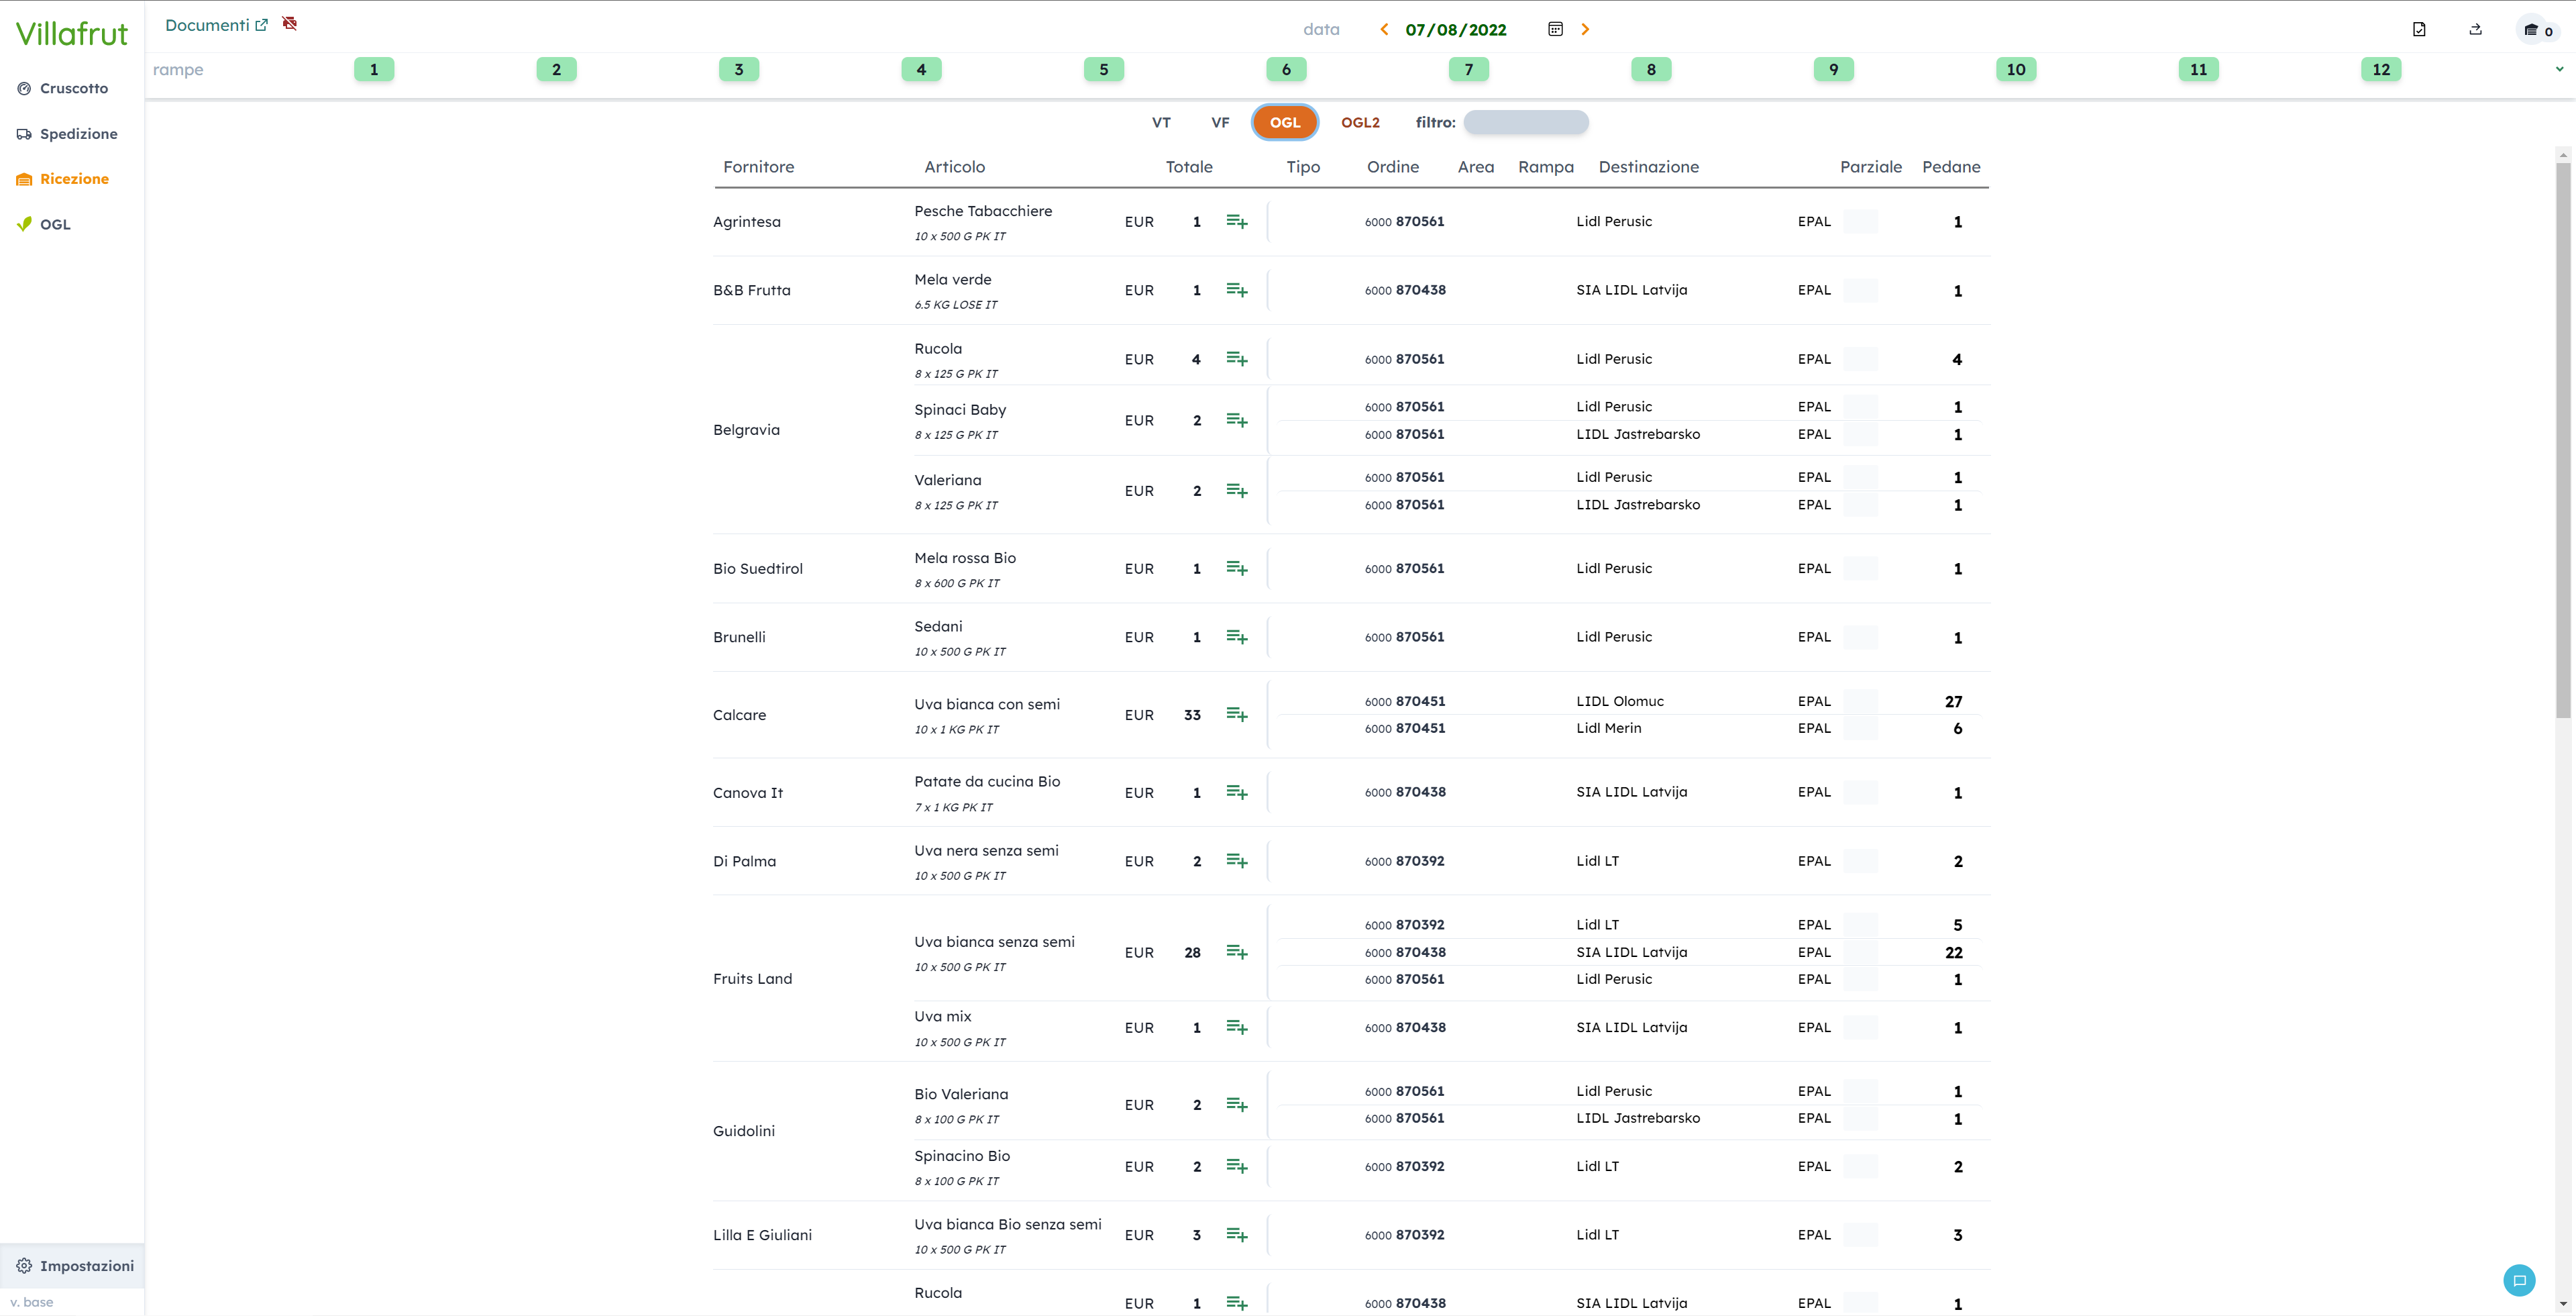 Villafrut
Documenti
data 07/08/2022
0
rampe 1 2 3 4 5 6 7 8 9 10 11 12
Cruscotto
Spedizione
Ricezione
OGL
VT VF OGL OGL2 filtro:
Fornitore Articolo Totale Tipo Ordine Area Rampa Destinazione Parziale Pedane
Agrintesa Pesche Tabacchiere EUR 1 6000 870561 Lidl Perusic EPAL 1
10 x 500 G PK IT
B&B Frutta Mela verde EUR 1 6000 870438 SIA LIDL Latvija EPAL 1
6.5 KG LOSE IT
Belgravia Rucola EUR 4 6000 870561 Lidl Perusic EPAL 4
8 x 125 G PK IT
Spinaci Baby EUR 2 6000 870561 Lidl Perusic EPAL 1
8 x 125 G PK IT 6000 870561 LIDL Jastrebarsko EPAL 1
Valeriana EUR 2 6000 870561 Lidl Perusic EPAL 1
8 x 125 G PK IT 6000 870561 LIDL Jastrebarsko EPAL 1
Bio Suedtirol Mela rossa Bio EUR 1 6000 870561 Lidl Perusic EPAL 1
8 x 600 G PK IT
Brunelli Sedani EUR 1 6000 870561 Lidl Perusic EPAL 1
10 x 500 G PK IT
Calcare Uva bianca con semi EUR 33 6000 870451 LIDL Olomuc EPAL 27
10 x 1 KG PK IT 6000 870451 Lidl Merin EPAL 6
Canova It Patate da cucina Bio EUR 1 6000 870438 SIA LIDL Latvija EPAL 1
7 x 1 KG PK IT
Di Palma Uva nera senza semi EUR 2 6000 870392 Lidl LT EPAL 2
10 x 500 G PK IT
Fruits Land Uva bianca senza semi EUR 28 6000 870392 Lidl LT EPAL 5
10 x 500 G PK IT 6000 870438 SIA LIDL Latvija EPAL 22
6000 870561 Lidl Perusic EPAL 1
Uva mix EUR 1 6000 870438 SIA LIDL Latvija EPAL 1
10 x 500 G PK IT
Guidolini Bio Valeriana EUR 2 6000 870561 Lidl Perusic EPAL 1
8 x 100 G PK IT 6000 870561 LIDL Jastrebarsko EPAL 1
Spinacino Bio EUR 2 6000 870392 Lidl LT EPAL 2
8 x 100 G PK IT
Lilla E Giuliani Uva bianca Bio senza semi EUR 3 6000 870392 Lidl LT EPAL 3
10 x 500 G PK IT
Rucola EUR 1 6000 870438 SIA LIDL Latvija EPAL 1
Impostazioni
v. base